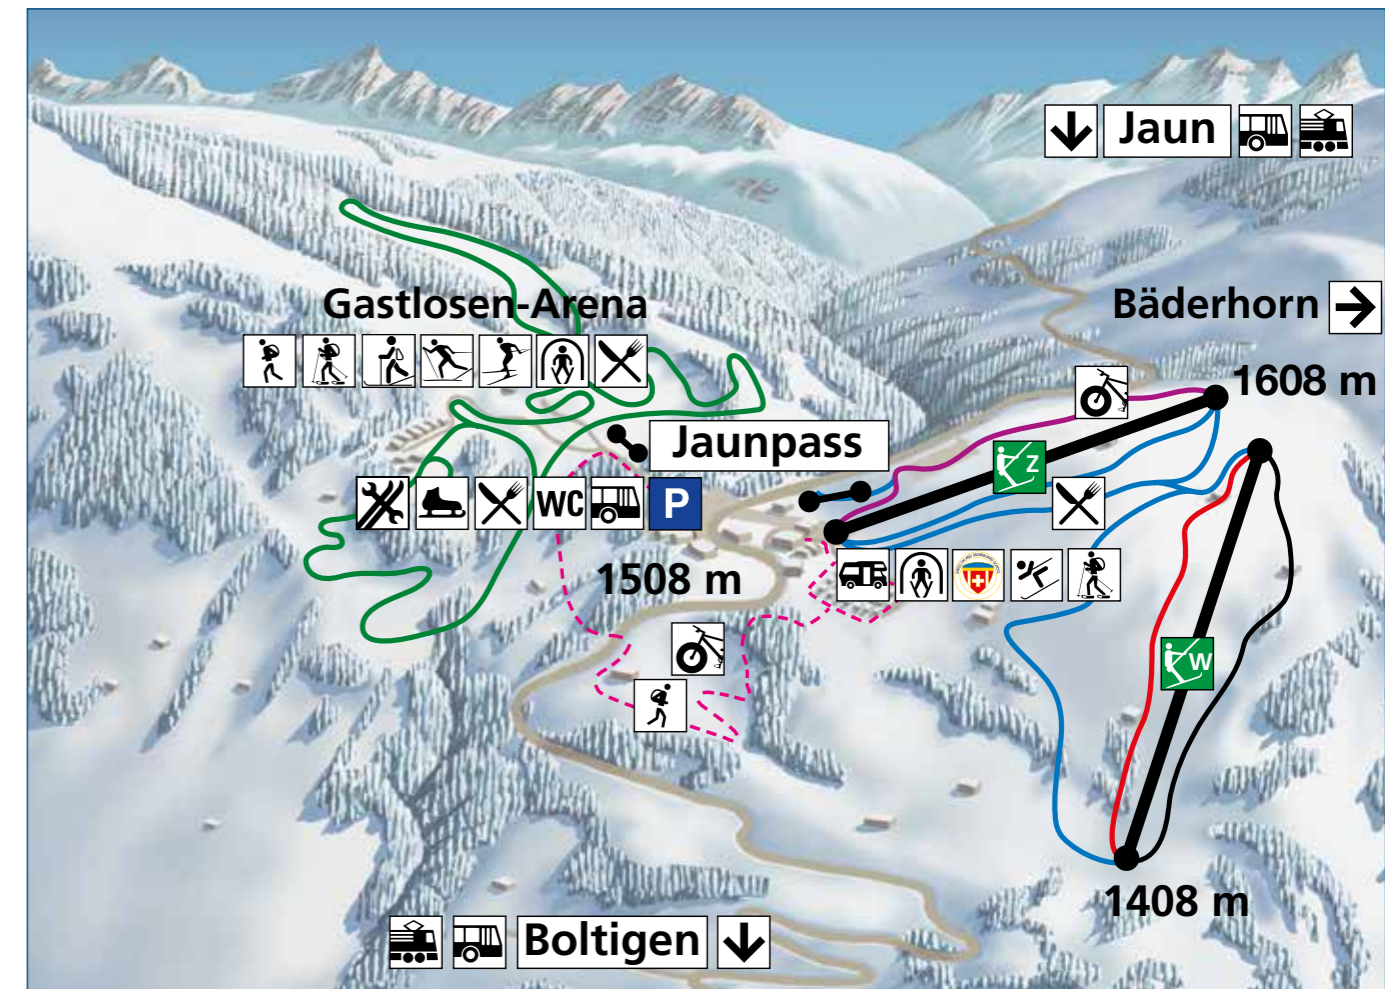 Jaun
Gastlosen-Arena
Bäderhorn
1608 m
Jaunpass
Z
WC
P
1508 m
W
1408 m
Boltigen